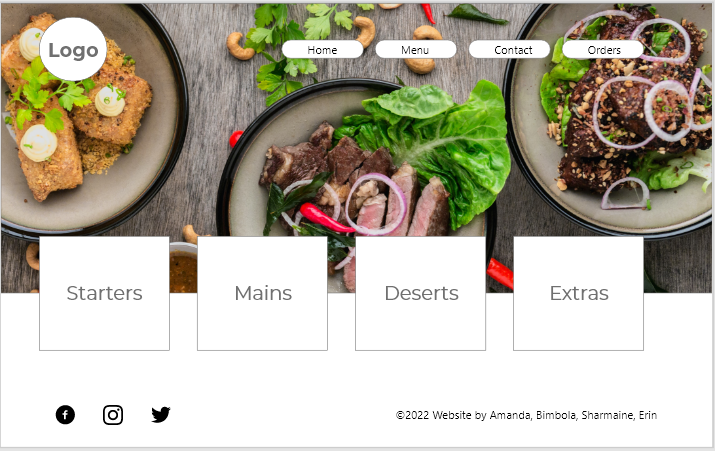 Logo
Home
Menu
Contact
Orders
Starters
Mains
Deserts
Extras
©2022 Website by Amanda, Bimbola, Sharmaine, Erin